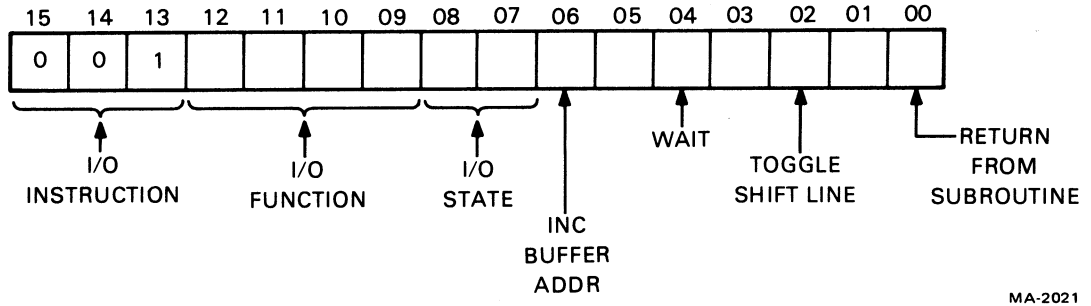 15 14 13 12 11 10 09 08 07 06 05 04 03 02 01 00
0 0 1
I/O
INSTRUCTION
I/O
FUNCTION
I/O
STATE
INC
BUFFER
ADDR
WAIT
TOGGLE
SHIFT LINE
RETURN
FROM
SUBROUTINE
MA-2021